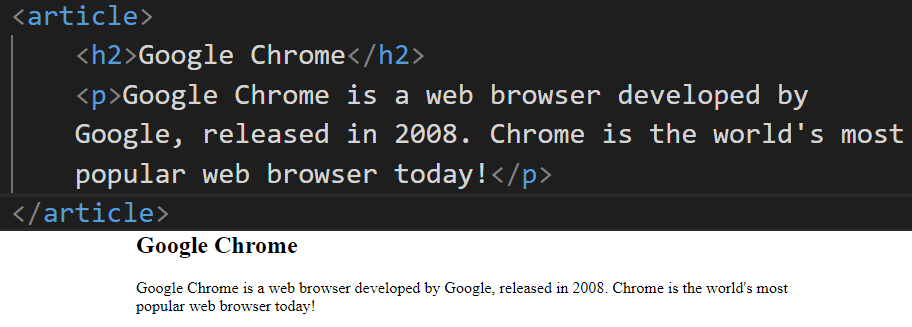 <article>
<h2>Google Chrome</h2>
<p>Google Chrome is a web browser developed by
Google, released in 2008. Chrome is the world's most
popular web browser today!</p>
</article>
Google Chrome
Google Chrome is a web browser developed by Google, released in 2008. Chrome is the world's most
popular web browser today!